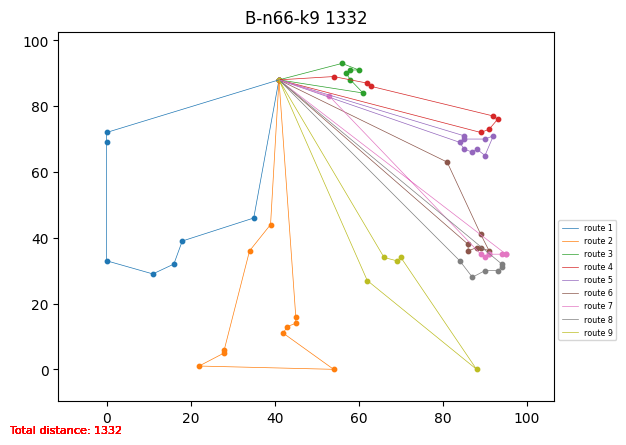 B-n66-k9 1332
100
80
60
40
20
0
0 20 40 60 80 100
route 1
route 2
route 3
route 4
route 5
route 6
route 7
route 8
route 9
Total distance: 1332